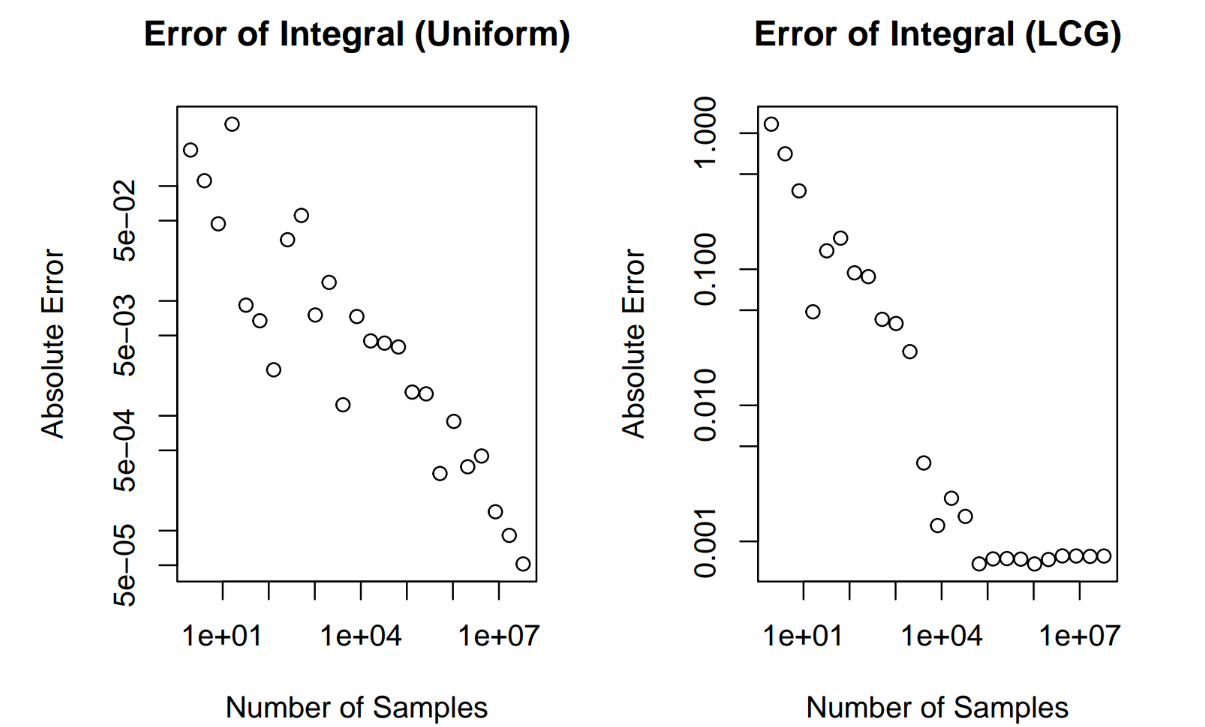 Error of Integral (Uniform)
Absolute Error
5e−02
5e−03
5e−04
5e−05
1e+01 1e+04 1e+07
Number of Samples
Error of Integral (LCG)
Absolute Error
1.000
0.100
0.010
0.001
1e+01 1e+04 1e+07
Number of Samples